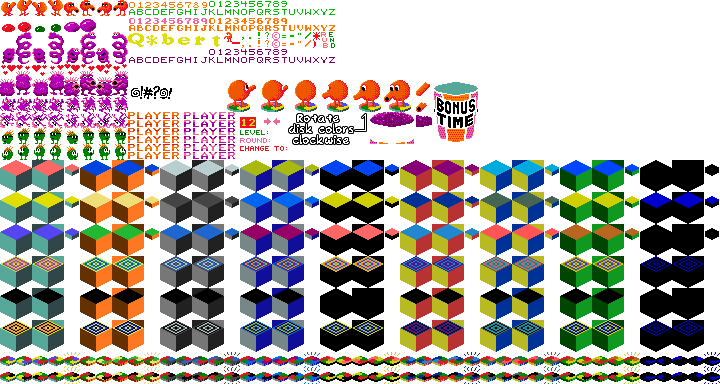 0123456789
0123456789
ABCDEFGHIJKLMNOPQRSTUVWXYZ
0123456789
0123456789
ABCDEFGHIJKLMNOPQRSTUVWXYZ
Q*bert
ABCDEFGHIJKLMNOPQRSTUVWXYZ
0123456789
@!#?@!
BONUS
TIME
PLAYER PLAYER
PLAYER PLAYER
PLAYER PLAYER
PLAYER PLAYER
PLAYER PLAYER
PLAYER PLAYER
12
LEVEL:
ROUND:
CHANGE TO:
Rotate
disk colors
clockwise